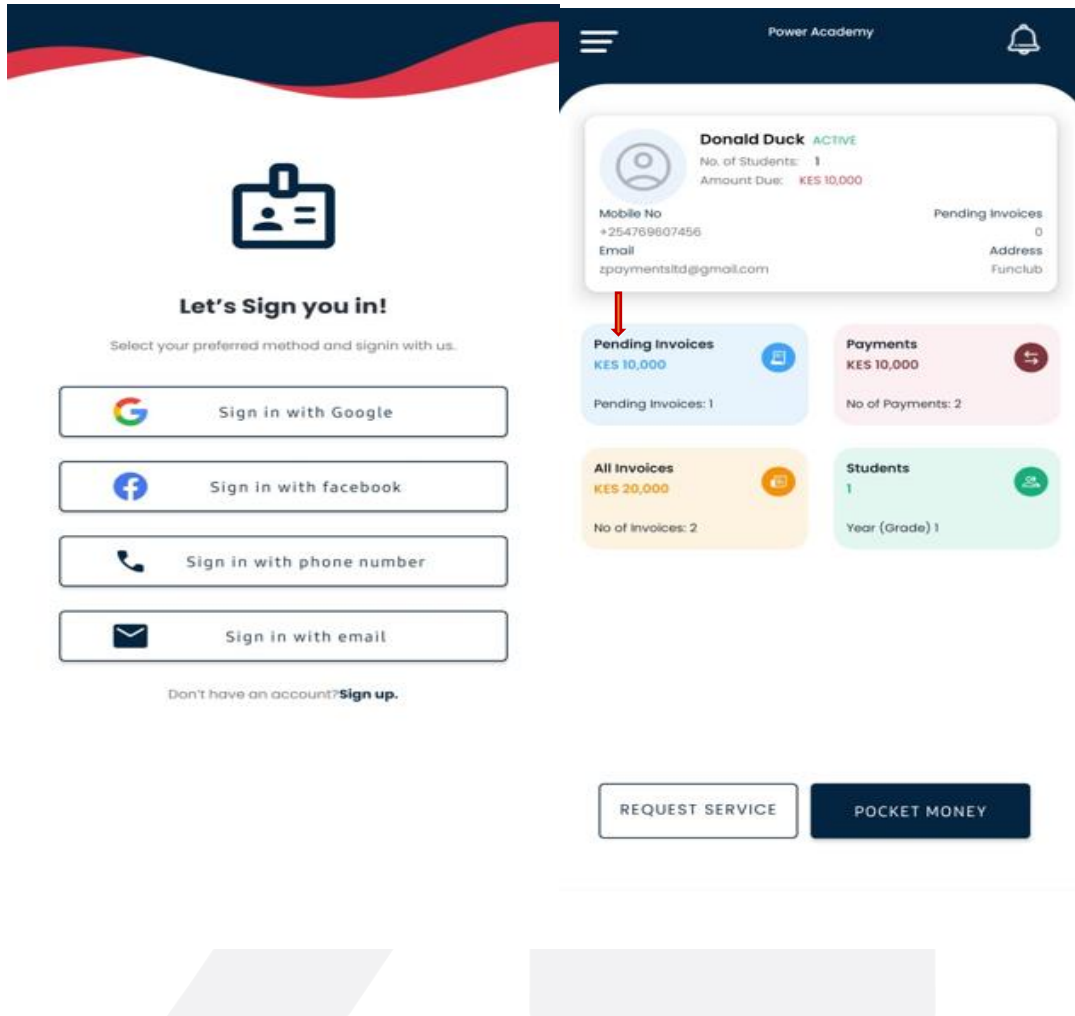 Let's Sign you in!
Select your preferred method and signin with us.
Sign in with Google
Sign in with facebook
Sign in with phone number
Sign in with email
Don't have an account?Sign up.
Power Academy
Donald Duck ACTIVE
No. of Students: 1
Amount Due: KES 10,000
Mobile No Pending Invoices
+254769607456 0
Email Address
zpaymentsltd@gmail.com Funclub
Pending Invoices
KES 10,000
Pending Invoices: 1
Payments
KES 10,000
No of Payments: 2
All Invoices
KES 20,000
No of Invoices: 2
Students
1
Year (Grade) 1
REQUEST SERVICE
POCKET MONEY